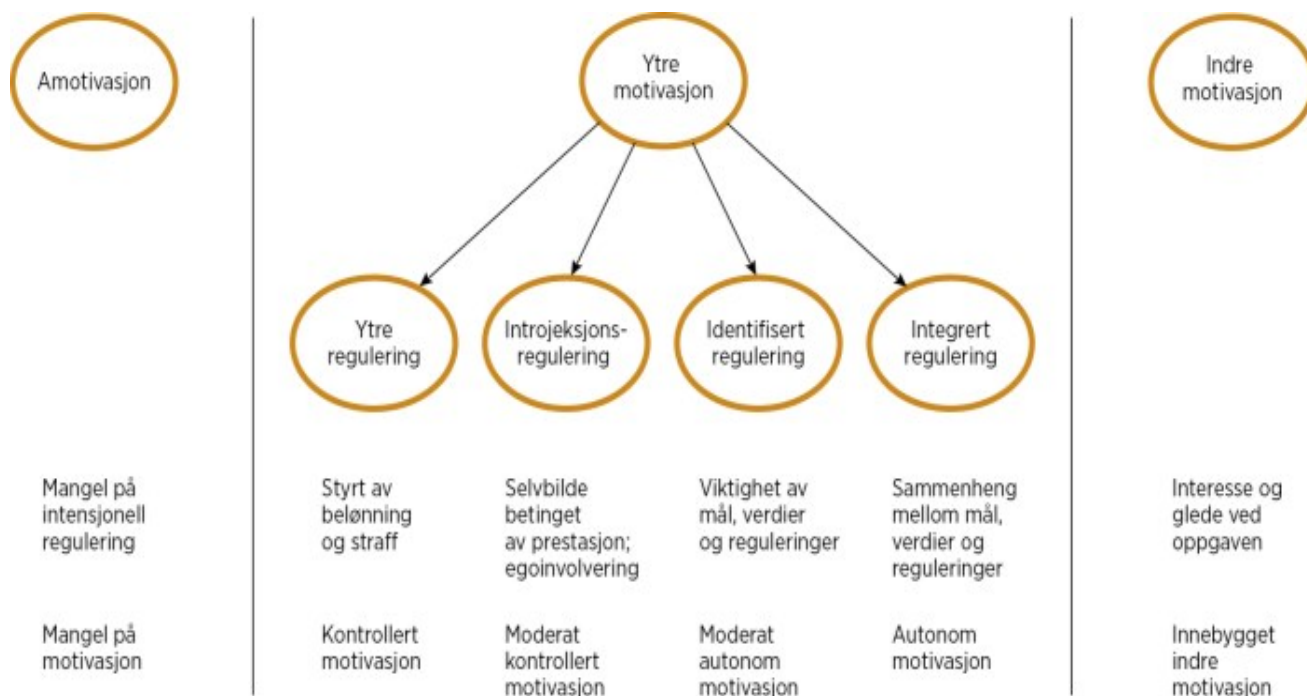 Amotivasjon
Ytre
motivasjon
Indre
motivasjon
Ytre
regulering
Introjeksjons-
regulering
Identifisert
regulering
Integrert
regulering
Mangel på
intensjonell
regulering
Styrt av
belønning
og straff
Selvbilde
betinget
av prestasjon;
egoinvolvering
Viktighet av
mål, verdier
og reguleringer
Sammenheng
mellom mål,
verdier og
reguleringer
Interesse og
glede ved
oppgaven
Mangel på
motivasjon
Kontrollert
motivasjon
Moderat
kontrollert
motivasjon
Moderat
autonom
motivasjon
Autonom
motivasjon
Innebygget
indre
motivasjon